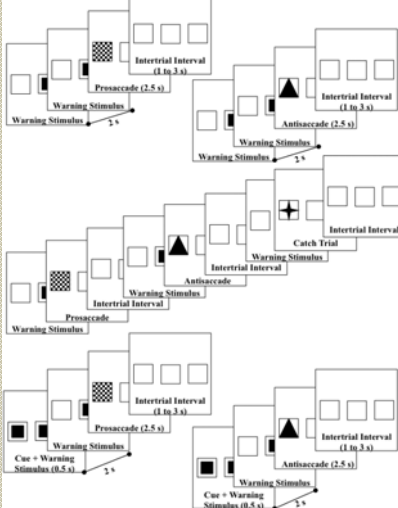 Intertrial Interval
(1 to 3 s)
Prosaccade (2.5 s)
Warning Stimulus
Warning Stimulus
2 s
Intertrial Interval
(1 to 3 s)
Antisaccade (2.5 s)
Warning Stimulus
Warning Stimulus
2 s
Intertrial Interval
Catch Trial
Warning Stimulus
Intertrial Interval
Antisaccade
Warning Stimulus
Intertrial Interval
Prosaccade
Warning Stimulus
Intertrial Interval
(1 to 3 s)
Prosaccade (2.5 s)
Warning Stimulus
Cue + Warning
Stimulus (0.5 s)
2 s
Intertrial Interval
(1 to 3 s)
Antisaccade (2.5 s)
Warning Stimulus
Cue + Warning
Stimulus (0.5 s)
2 s